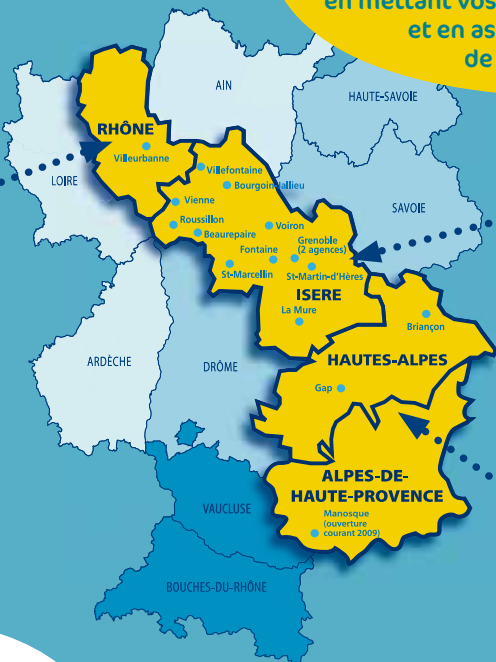 en mettant vos
et en as
de
AIN
HAUTE-SAVOIE
RHÔNE
Villeurbanne
LOIRE
Villefontaine
Bourgoin-Jallieu
Vienne
SAVOIE
Roussillon
Beaurepaire
Voiron
Grenoble
(2 agences)
Fontaine
St-Marcellin
St-Martin-d'Hères
ISERE
La Mure
Briançon
ARDÈCHE
DRÔME
HAUTES-ALPES
Gap
ALPES-DE-
HAUTE-PROVENCE
Manosque
(ouverture
courant 2009)
VAUCLUSE
BOUCHES-DU-RHÔNE